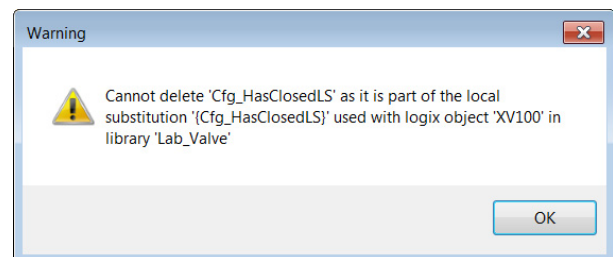 Warning
Cannot delete 'Cfg_HasClosedLS' as it is part of the local
substitution '{Cfg_HasClosedLS}' used with logix object 'XV100' in
library 'Lab_Valve'
OK